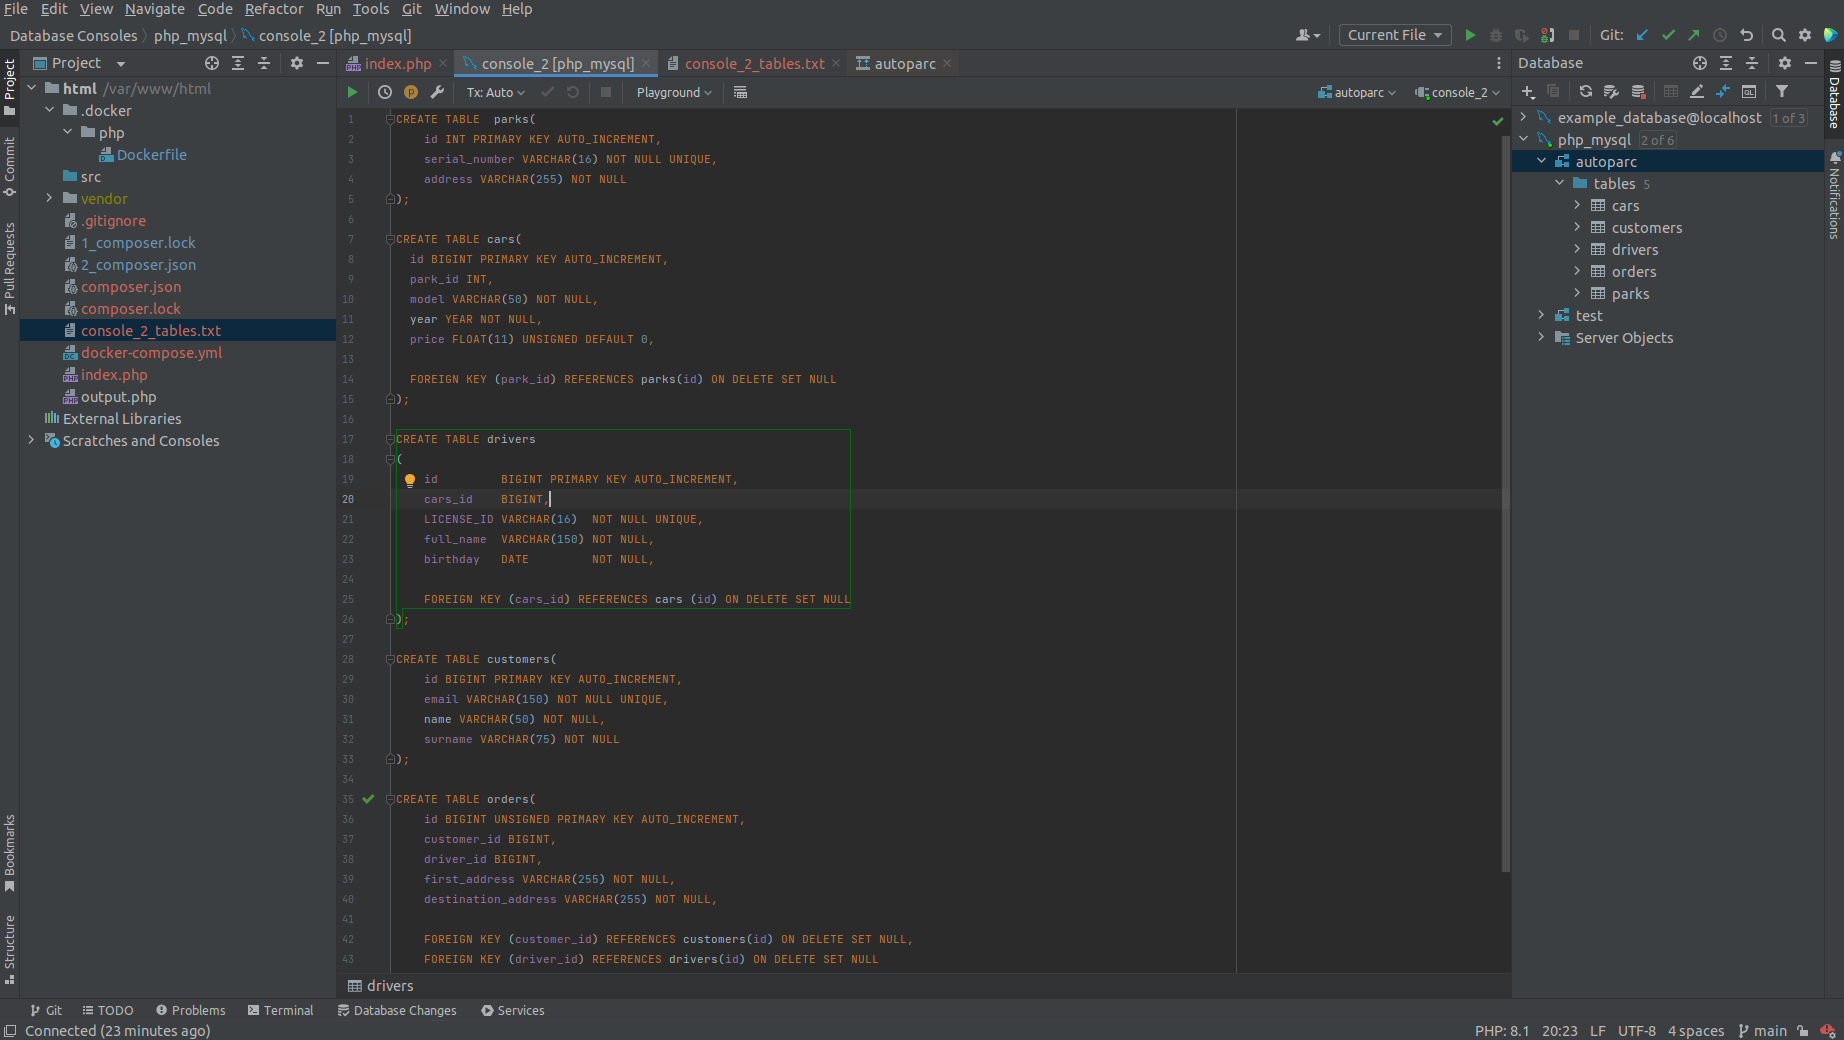 File Edit View Navigate Code Refactor Run Tools Git Window Help
Database Consoles php_mysql console_2 [php_mysql]
Current File
Git:
Project
index.php
console_2 [php_mysql]
console_2_tables.txt
autoparc
Database
Tx: Auto
Playground
autoparc
console_2
Project
Commit
Pull Requests
Bookmarks
Structure
html /var/www/html
.docker
php
Dockerfile
src
vendor
.gitignore
1_composer.lock
2_composer.json
composer.json
composer.lock
console_2_tables.txt
docker-compose.yml
index.php
output.php
External Libraries
Scratches and Consoles
1 CREATE TABLE  parks(
2 id INT PRIMARY KEY AUTO_INCREMENT,
3 serial_number VARCHAR(16) NOT NULL UNIQUE,
4 address VARCHAR(255) NOT NULL
5 );
6
7 CREATE TABLE cars(
8 id BIGINT PRIMARY KEY AUTO_INCREMENT,
9 park_id INT,
10 model VARCHAR(50) NOT NULL,
11 year YEAR NOT NULL,
12 price FLOAT(11) UNSIGNED DEFAULT 0,
13
14 FOREIGN KEY (park_id) REFERENCES parks(id) ON DELETE SET NULL
15 );
16
17 CREATE TABLE drivers
18 (
19 id BIGINT PRIMARY KEY AUTO_INCREMENT,
20 cars_id BIGINT,
21 LICENSE_ID VARCHAR(16) NOT NULL UNIQUE,
22 full_name VARCHAR(150) NOT NULL,
23 birthday DATE NOT NULL,
24
25 FOREIGN KEY (cars_id) REFERENCES cars (id) ON DELETE SET NULL
26 );
27
28 CREATE TABLE customers(
29 id BIGINT PRIMARY KEY AUTO_INCREMENT,
30 email VARCHAR(150) NOT NULL UNIQUE,
31 name VARCHAR(50) NOT NULL,
32 surname VARCHAR(75) NOT NULL
33 );
34
35 CREATE TABLE orders(
36 id BIGINT UNSIGNED PRIMARY KEY AUTO_INCREMENT,
37 customer_id BIGINT,
38 driver_id BIGINT,
39 first_address VARCHAR(255) NOT NULL,
40 destination_address VARCHAR(255) NOT NULL,
41
42 FOREIGN KEY (customer_id) REFERENCES customers(id) ON DELETE SET NULL,
43 FOREIGN KEY (driver_id) REFERENCES drivers(id) ON DELETE SET NULL
drivers
example_database@localhost 1 of 3
php_mysql 2 of 6
autoparc
tables 5
cars
customers
drivers
orders
parks
test
Server Objects
Database
Notifications
Git TODO Problems Terminal Database Changes Services
Connected (23 minutes ago)
PHP: 8.1 20:23 LF UTF-8 4 spaces main